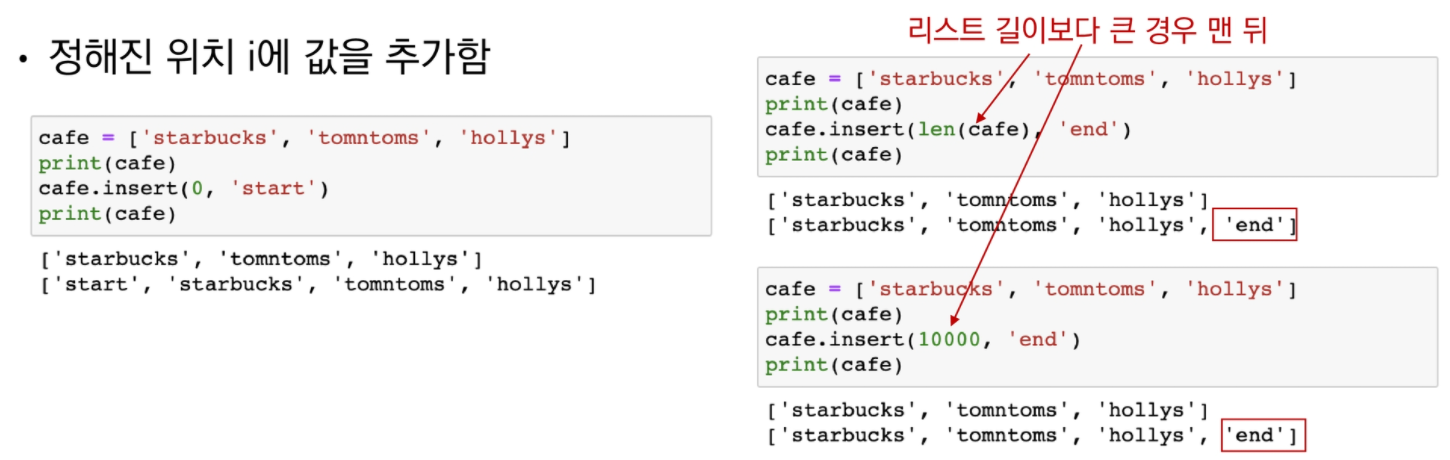 • 정해진 위치 i에 값을 추가함
cafe = ['starbucks', 'tomntoms', 'hollys']
print(cafe)
cafe.insert(0, 'start')
print(cafe)
['starbucks', 'tomntoms', 'hollys']
['start', 'starbucks', 'tomntoms', 'hollys']
리스트 길이보다 큰 경우 맨 뒤
cafe = ['starbucks', 'tomntoms', 'hollys']
print(cafe)
cafe.insert(len(cafe), 'end')
print(cafe)
['starbucks', 'tomntoms', 'hollys']
['starbucks', 'tomntoms', 'hollys', 'end']
cafe = ['starbucks', 'tomntoms', 'hollys']
print(cafe)
cafe.insert(10000, 'end')
print(cafe)
['starbucks', 'tomntoms', 'hollys']
['starbucks', 'tomntoms', 'hollys', 'end']